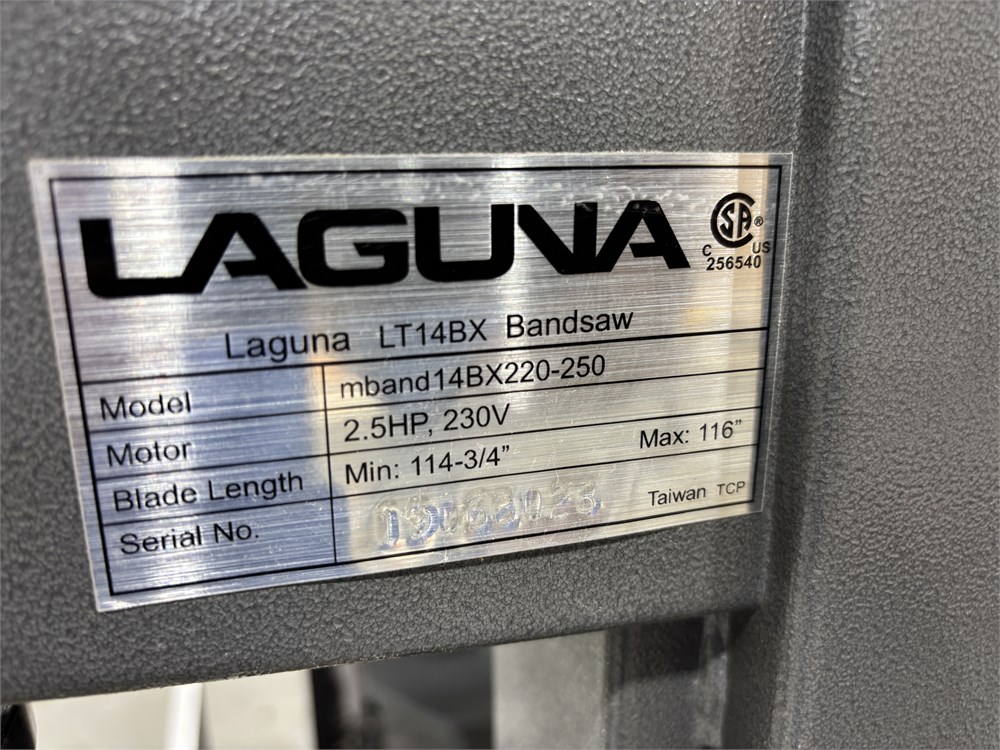 LAGUNA
SA ®
C US
256540
Laguna LT14BX Bandsaw
Model mband14BX220-250
Motor 2.5HP, 230V
Blade Length Min: 114-3/4” Max: 116”
Serial No. Taiwan TCP